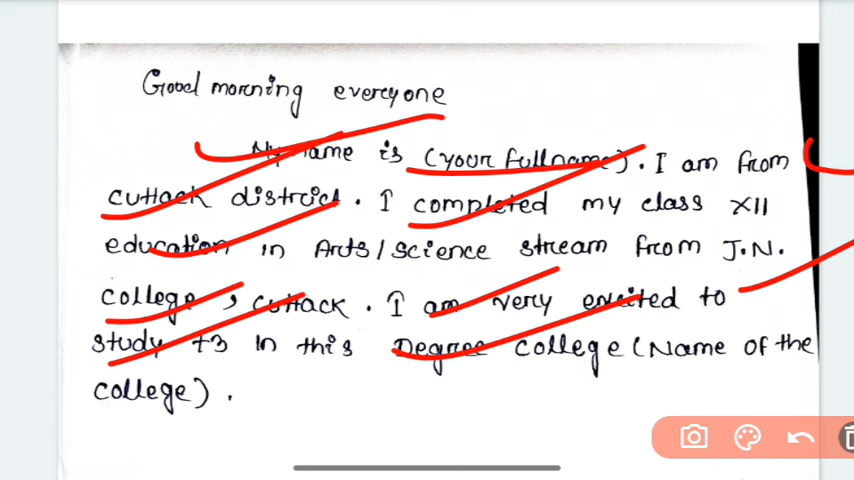 Good morning everyone
My name is (your fullname). I am from
cuttack district. I completed my class XII
education in Arts/science stream from J.N.
college, cuttack. I am very excited to
study +3 in this Degree college (Name of the
college).